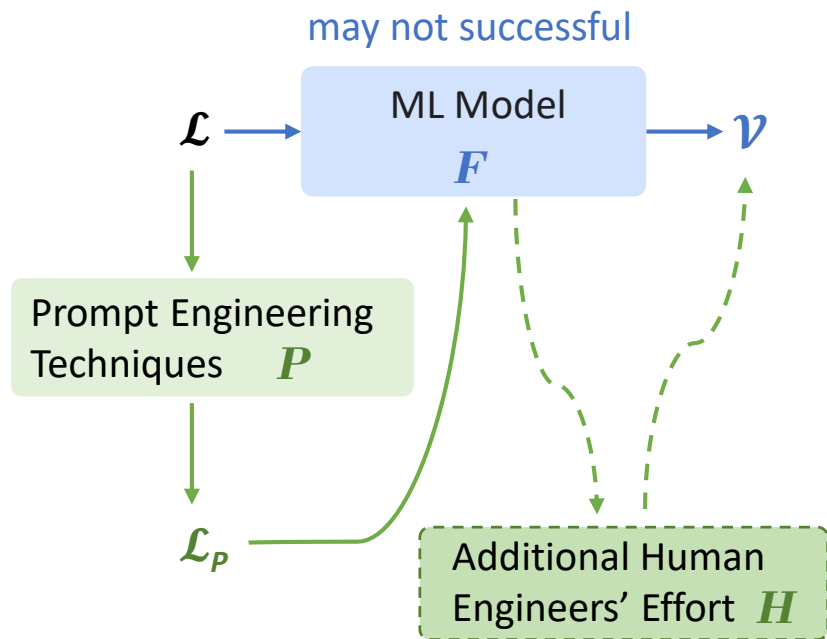 may not successful
ML Model
ℒ
F
𝒱
Prompt Engineering
Techniques P
ℒP
Additional Human
Engineers’ Effort H